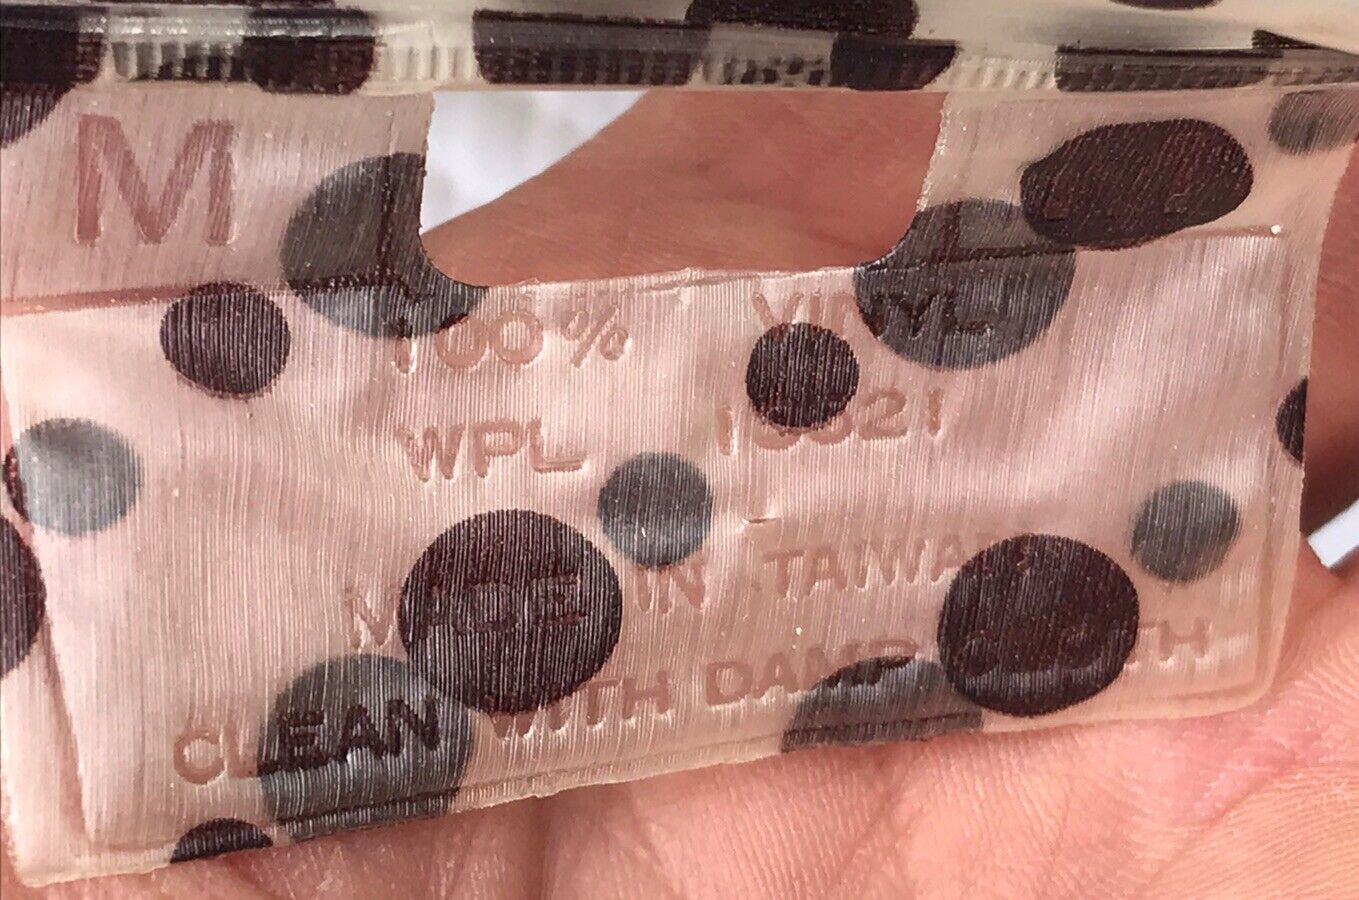 M
100% VINYL
WPL
MADE IN TAIWAN
CLEAN WITH DAMP CLOTH